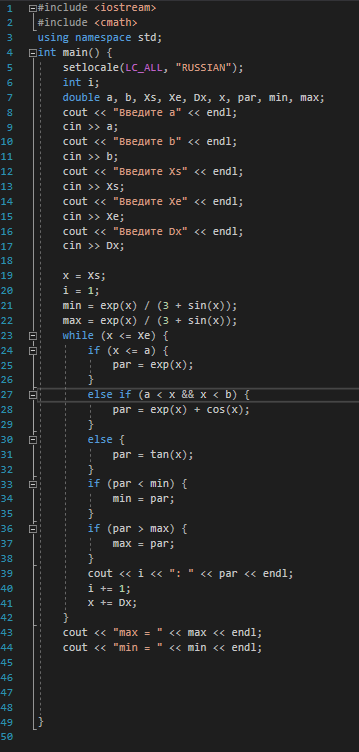 1 #include <iostream>
2 #include <cmath>
3 using namespace std;
4 int main() {
5 setlocale(LC_ALL, "RUSSIAN");
6 int i;
7 double a, b, Xs, Xe, Dx, x, par, min, max;
8 cout << "Введите a" << endl;
9 cin >> a;
10 cout << "Введите b" << endl;
11 cin >> b;
12 cout << "Введите Xs" << endl;
13 cin >> Xs;
14 cout << "Введите Xe" << endl;
15 cin >> Xe;
16 cout << "Введите Dx" << endl;
17 cin >> Dx;
18
19 x = Xs;
20 i = 1;
21 min = exp(x) / (3 + sin(x));
22 max = exp(x) / (3 + sin(x));
23 while (x <= Xe) {
24 if (x <= a) {
25 par = exp(x);
26 }
27 else if (a < x && x < b) {
28 par = exp(x) + cos(x);
29 }
30 else {
31 par = tan(x);
32 }
33 if (par < min) {
34 min = par;
35 }
36 if (par > max) {
37 max = par;
38 }
39 cout << i << ": " << par << endl;
40 i += 1;
41 x += Dx;
42 }
43 cout << "max = " << max << endl;
44 cout << "min = " << min << endl;
45
46
47
48
49 }
50